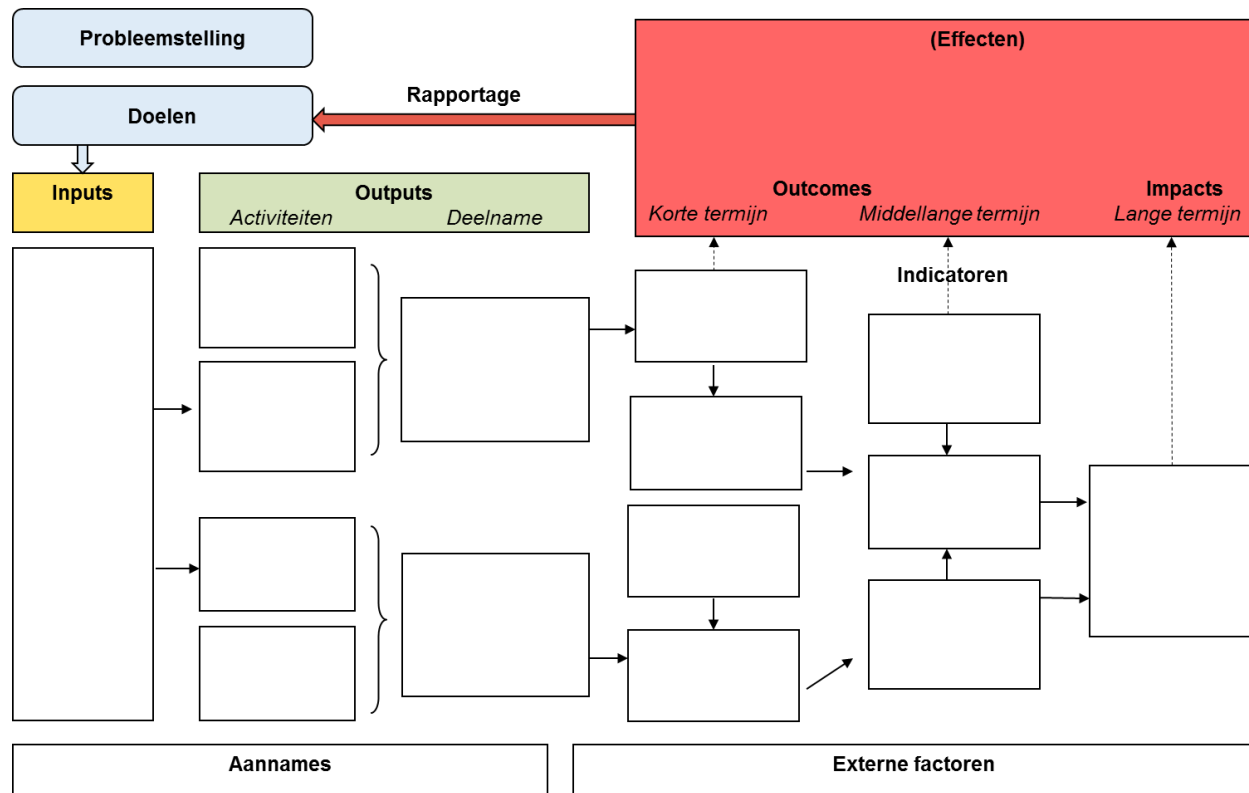 Probleemstelling
(Effecten)
Doelen
Rapportage
Inputs
Outputs
Activiteiten
Deelname
Outcomes
Impacts
Korte termijn
Middellange termijn
Lange termijn
Indicatoren
Aannames
Externe factoren